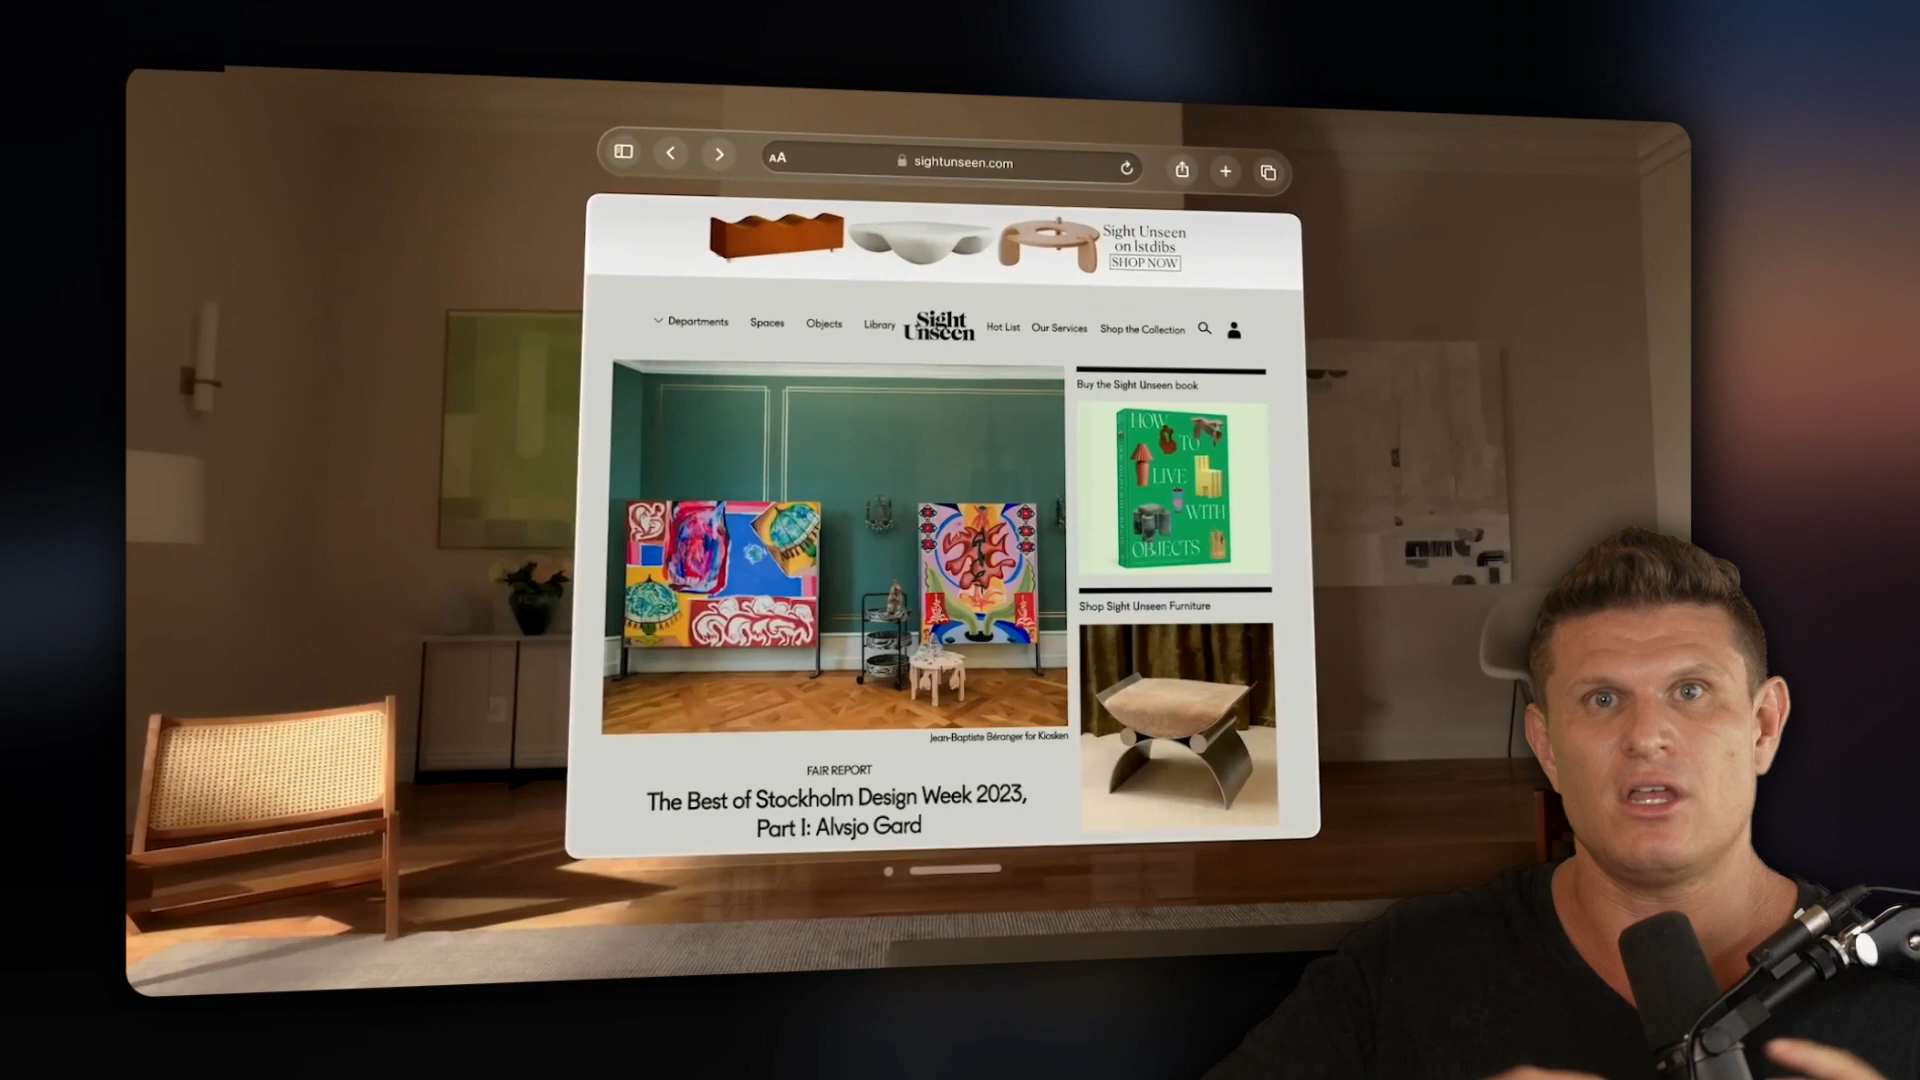 AA
sightunseen.com
Sight Unseen
on 1stdibs
SHOP NOW
Departments
Spaces
Objects
Library
Sight
Unseen
Hot List
Our Services
Shop the Collection
Buy the Sight Unseen book
HOW
TO
LIVE
WITH
OBJECTS
Jean-Baptiste Béranger for Kiosken
Shop Sight Unseen Furniture
FAIR REPORT
The Best of Stockholm Design Week 2023,
Part I: Alvsjo Gard